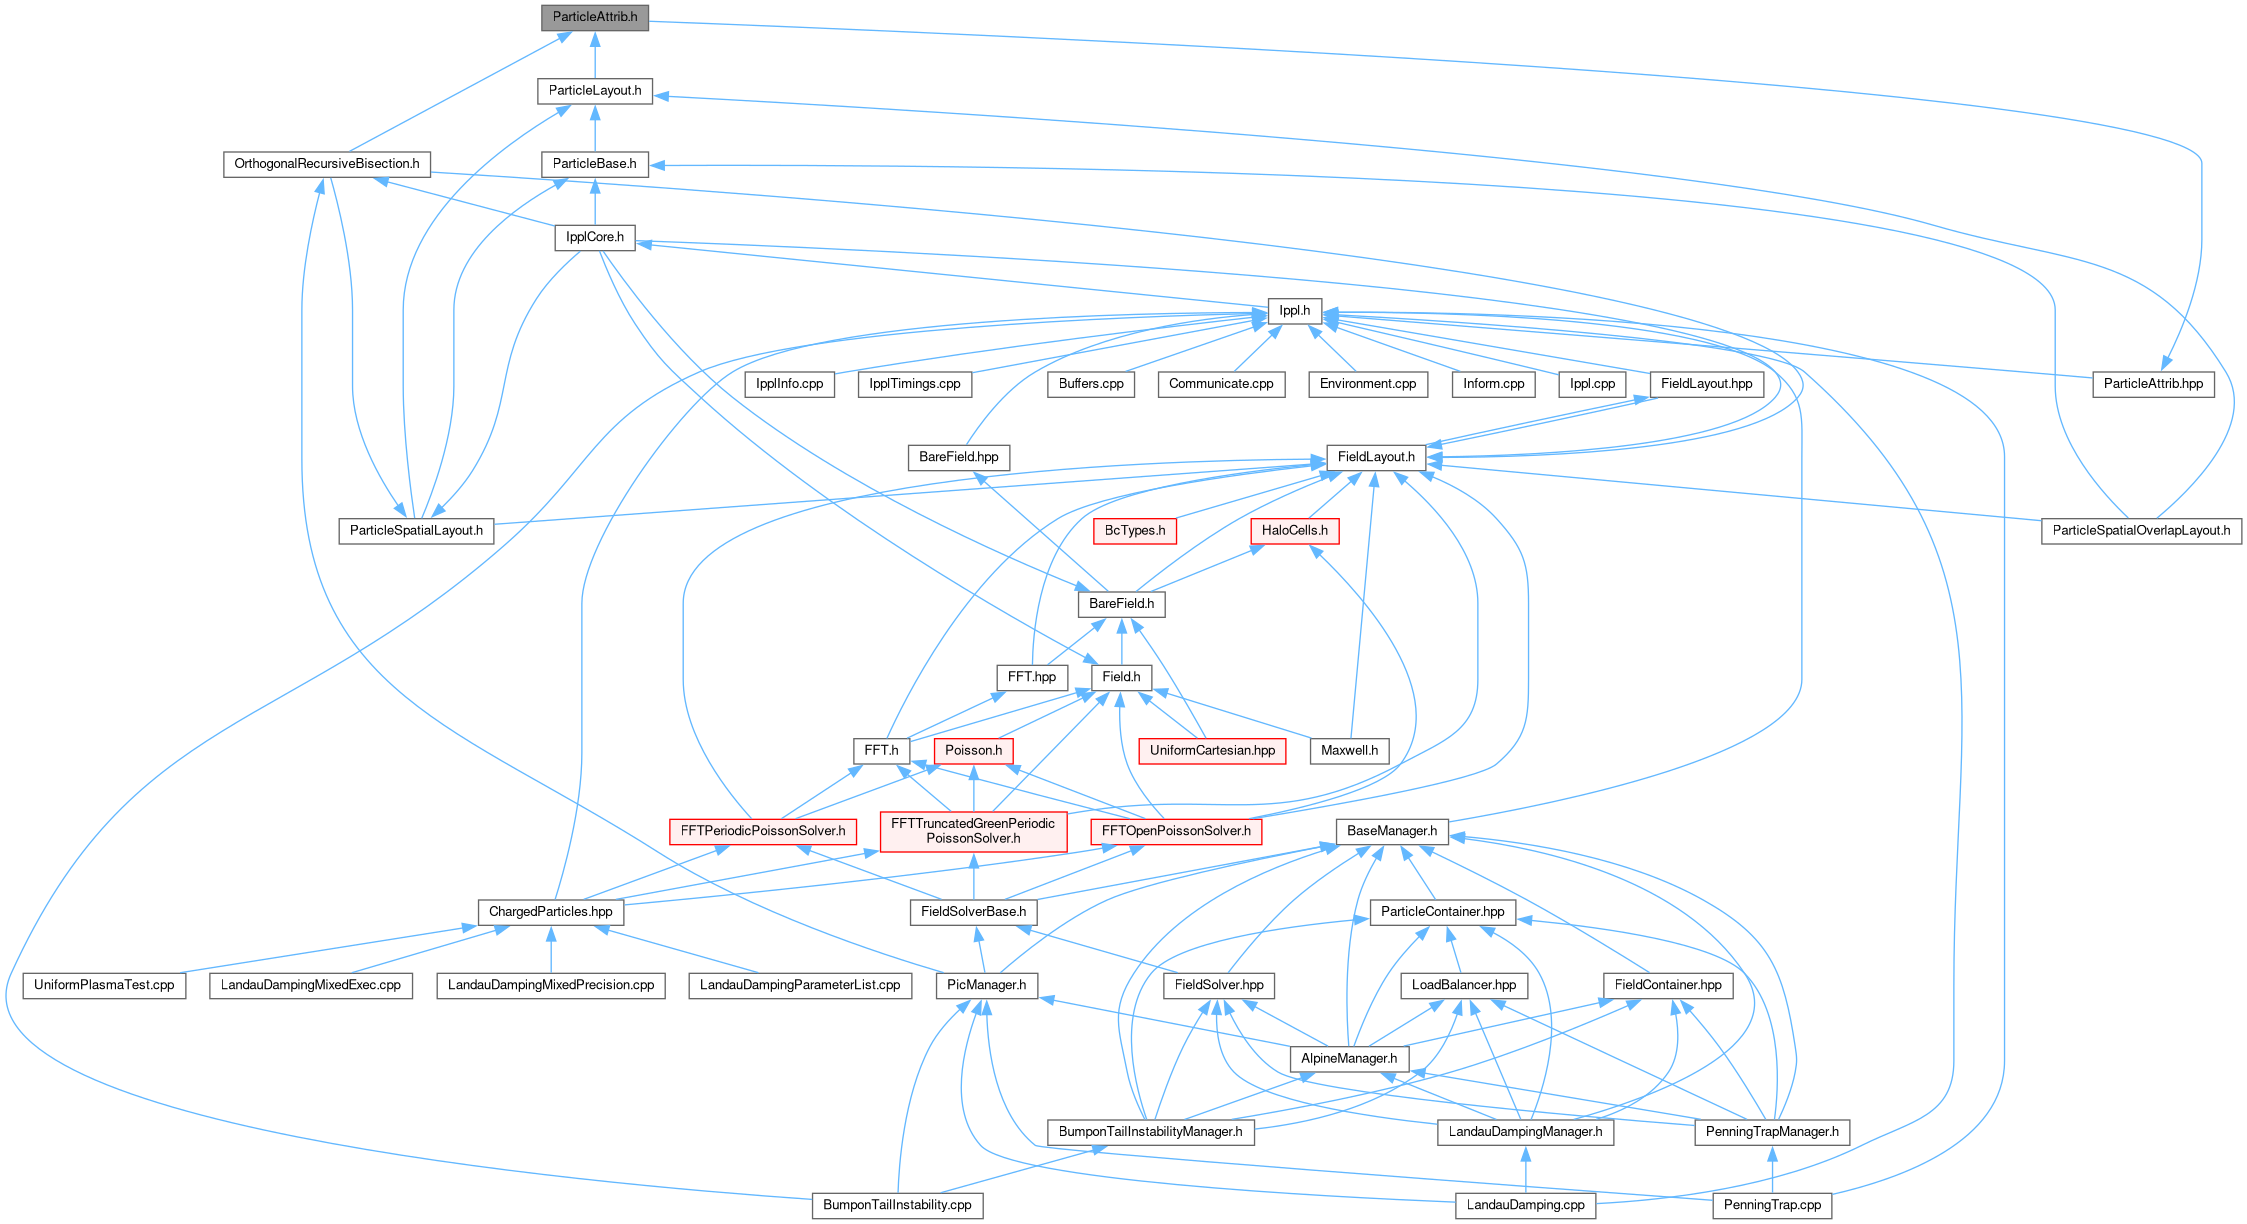 ParticleAttrib.h
ParticleLayout.h
OrthogonalRecursiveBisection.h
ParticleBase.h
IpplCore.h
Ippl.h
IpplInfo.cpp
IpplTimings.cpp
Buffers.cpp
Communicate.cpp
Environment.cpp
Inform.cpp
Ippl.cpp
FieldLayout.hpp
ParticleAttrib.hpp
BareField.hpp
FieldLayout.h
ParticleSpatialLayout.h
BcTypes.h
HaloCells.h
ParticleSpatialOverlapLayout.h
BareField.h
FFT.hpp
Field.h
FFT.h
Poisson.h
UniformCartesian.hpp
Maxwell.h
FFTPeriodicPoissonSolver.h
FFTTruncatedGreenPeriodic
PoissonSolver.h
FFTOpenPoissonSolver.h
BaseManager.h
ChargedParticles.hpp
FieldSolverBase.h
ParticleContainer.hpp
UniformPlasmaTest.cpp
LandauDampingMixedExec.cpp
LandauDampingMixedPrecision.cpp
LandauDampingParameterList.cpp
PicManager.h
FieldSolver.hpp
LoadBalancer.hpp
FieldContainer.hpp
AlpineManager.h
BumponTailInstabilityManager.h
LandauDampingManager.h
PenningTrapManager.h
BumponTailInstability.cpp
LandauDamping.cpp
PenningTrap.cpp